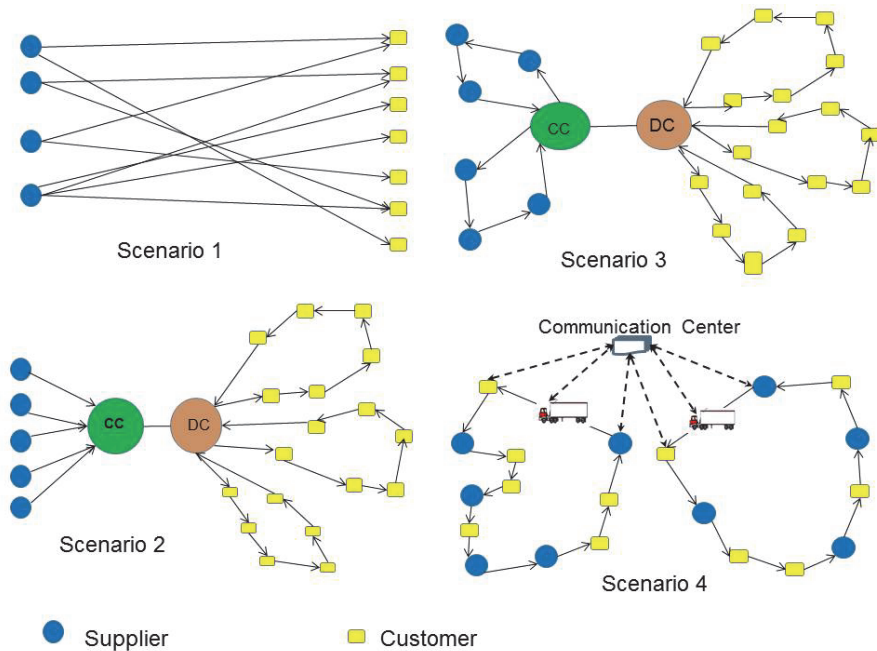 CC
DC
Scenario 1
Scenario 3
Communication Center
CC
DC
Scenario 2
Scenario 4
Supplier
Customer